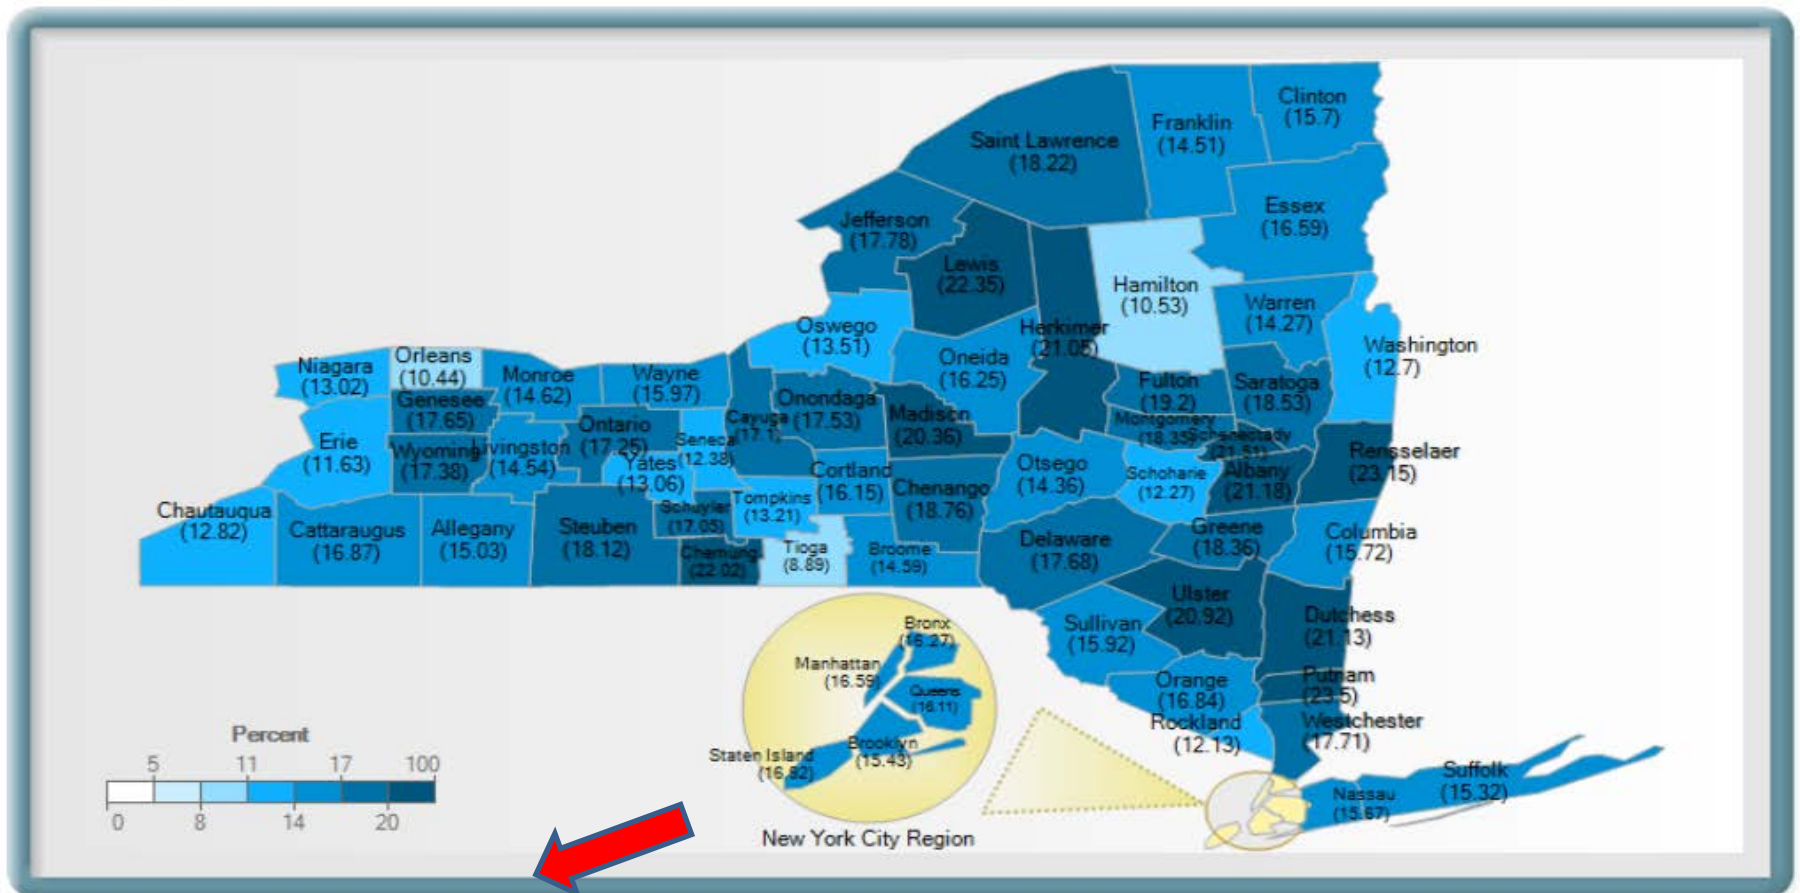 Clinton
(15.7)
Franklin
(14.51)
Saint Lawrence
(18.22)
Essex
(16.59)
Jefferson
(17.78)
Lewis
(22.35)
Hamilton
(10.53)
Warren
(14.27)
Herkimer
(21.05)
Oswego
(13.51)
Washington
(12.7)
Oneida
(16.25)
Orleans
(10.44)
Niagara
(13.02)
Monroe
(14.62)
Wayne
(15.97)
Fulton
(19.2)
Saratoga
(18.53)
Genesee
(17.65)
Onondaga
(17.53)
Madison
(20.36)
Cayuga
(17.1)
Montgomery
(18.35)
Schenectady
(21.51)
Ontario
(17.25)
Seneca
(12.38)
Erie
(11.63)
Wyoming
(17.38)
Livingston
(14.54)
Yates
(13.06)
Rensselaer
(23.15)
Otsego
(14.36)
Schoharie
(12.27)
Albany
(21.18)
Cortland
(16.15)
Chenango
(18.76)
Tompkins
(13.21)
Schuyler
(17.05)
Chautauqua
(12.82)
Cattaraugus
(16.87)
Allegany
(15.03)
Steuben
(18.12)
Chemung
(22.02)
Tioga
(8.89)
Broome
(14.59)
Delaware
(17.68)
Greene
(18.36)
Columbia
(15.72)
Ulster
(20.92)
Dutchess
(21.13)
Sullivan
(15.92)
Orange
(16.84)
Putnam
(23.5)
Rockland
(12.13)
Westchester
(17.71)
Bronx
(16.27)
Manhattan
(16.59)
Queens
(16.11)
Brooklyn
(15.43)
Staten Island
(16.92)
Suffolk
(15.32)
Nassau
(15.67)
New York City Region
Percent
5 11 17 100
0 8 14 20